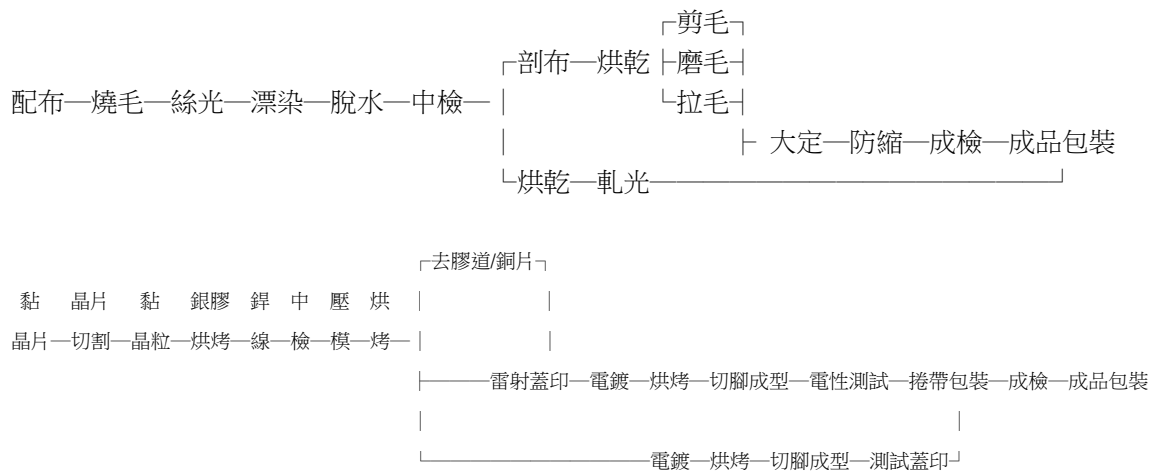 ┌剪毛┐
┌剖布─烘乾├磨毛┤
配布─燒毛─絲光─漂染─脫水─中檢─│ └拉毛┤
│ ├ 大定─防縮─成檢─成品包裝
└烘乾─軋光───────────────┘
┌去膠道/銅片┐
黏 晶片 黏 銀膠 銲 中 壓 烘 │ │
晶片─切割─晶粒─烘烤─線─檢─模─烤─│ │
├───雷射蓋印─電鍍─烘烤─切腳成型─電性測試─捲帶包裝─成檢─成品包裝
│ │
└───────────電鍍─烘烤─切腳成型─測試蓋印┘